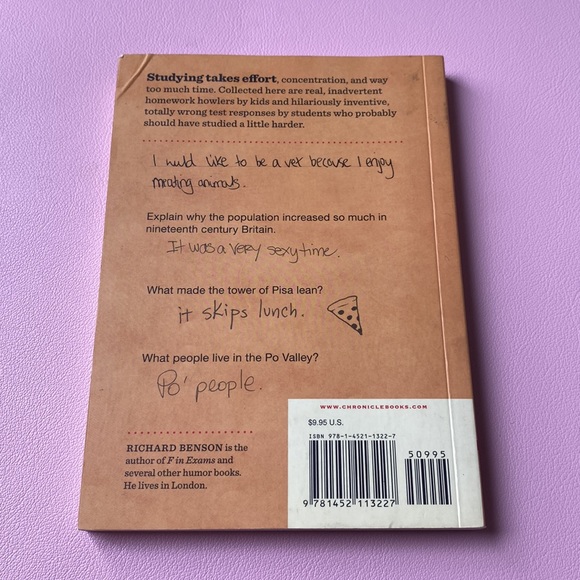 Studying takes effort, concentration, and way
too much time. Collected here are real, inadvertent
homework howlers by kids and hilariously inventive,
totally wrong test responses by students who probably
should have studied a little harder.
I would like to be a vet because I enjoy
meating animals.
Explain why the population increased so much in
nineteenth century Britain.
It was a very sexy time.
What made the tower of Pisa lean?
it skips lunch.
What people live in the Po Valley?
Po' people.
RICHARD BENSON is the
author of F in Exams and
several other humor books.
He lives in London.
WWW.CHRONICLEBOOKS.COM
$9.95 U.S.
ISBN 978-1-4521-1322-7
50995
9 781452 113227